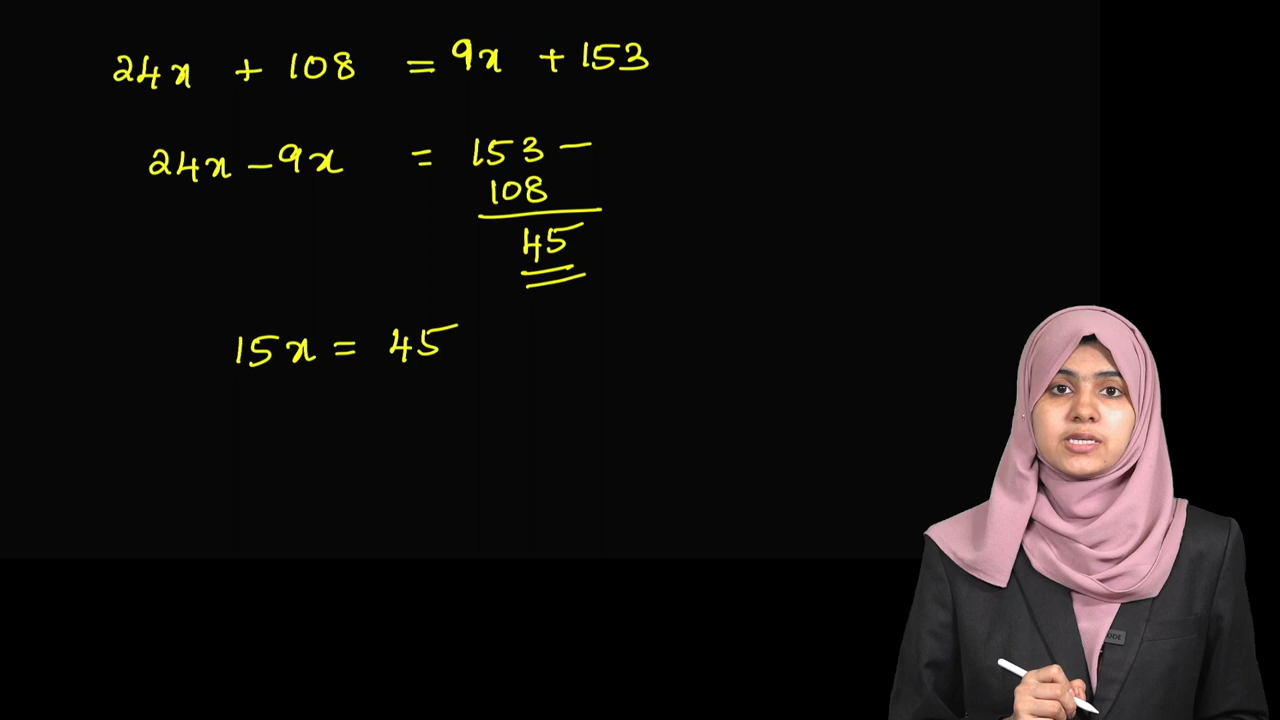 24x + 108 = 9x + 153
24x - 9x = 153 -
108
45
15x = 45